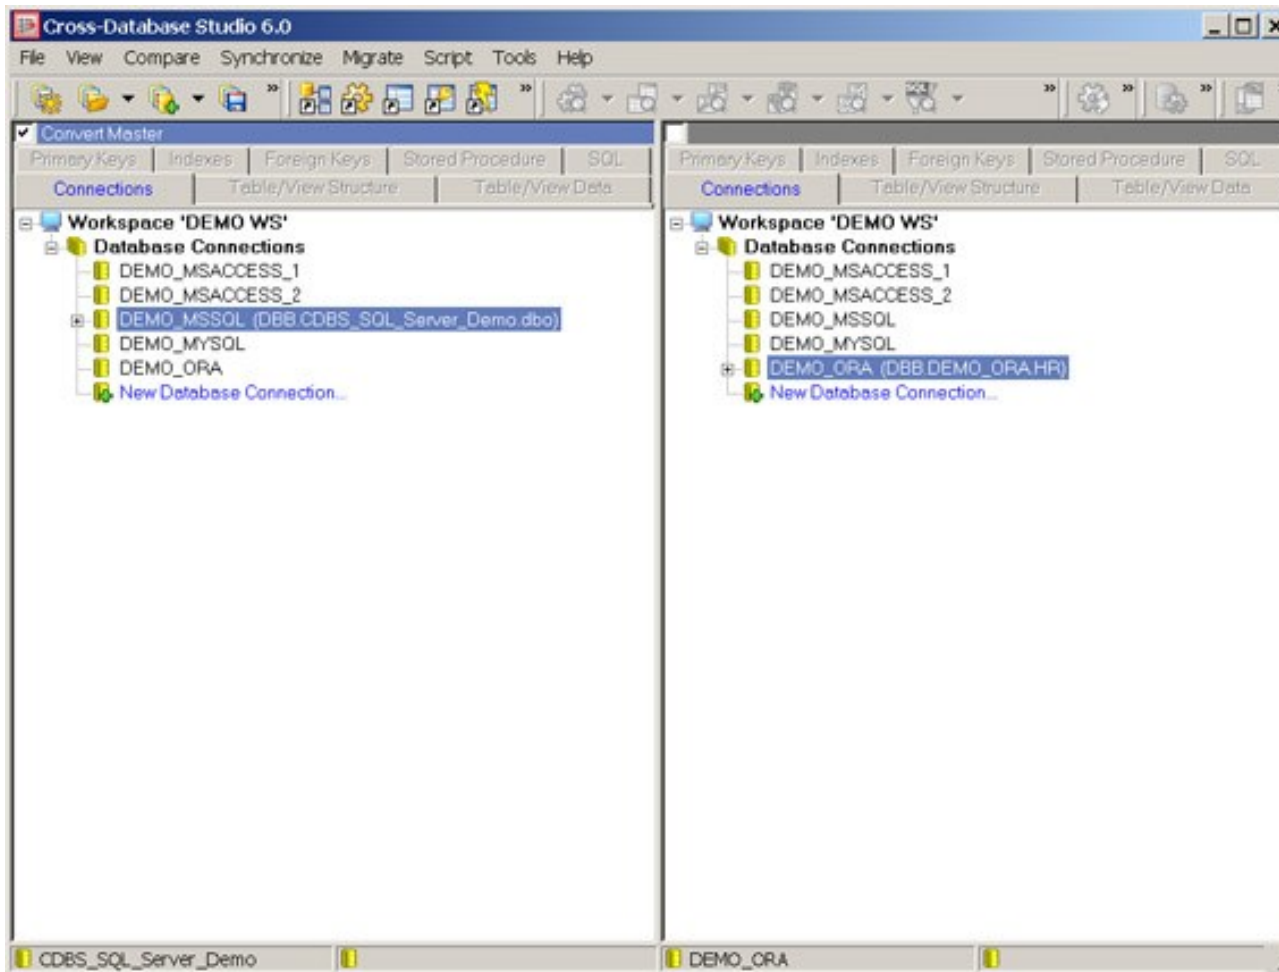 Cross-Database Studio 6.0
File View Compare Synchronize Migrate Script Tools Help
Convert Master
Primary Keys Indexes Foreign Keys Stored Procedure SQL
Connections Table/View Structure Table/View Data
Workspace 'DEMO WS'
Database Connections
DEMO_MSACCESS_1
DEMO_MSACCESS_2
DEMO_MSSQL (DBB.CDBS_SQL_Server_Demo.dbo)
DEMO_MYSQL
DEMO_ORA
New Database Connection...
CDBS_SQL_Server_Demo
Primary Keys Indexes Foreign Keys Stored Procedure SQL
Connections Table/View Structure Table/View Data
Workspace 'DEMO WS'
Database Connections
DEMO_MSACCESS_1
DEMO_MSACCESS_2
DEMO_MSSQL
DEMO_MYSQL
DEMO_ORA (DBB.DEMO_ORA.HR)
New Database Connection...
DEMO_ORA